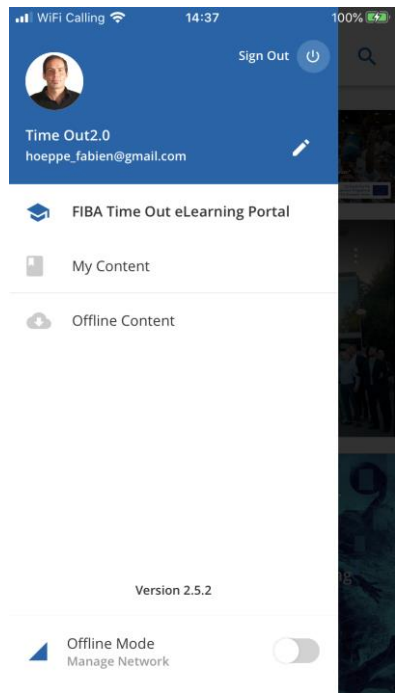 WiFi Calling
14:37
100%
Sign Out
Time Out2.0
hoeppe_fabien@gmail.com
FIBA Time Out eLearning Portal
My Content
Offline Content
Version 2.5.2
Offline Mode
Manage Network